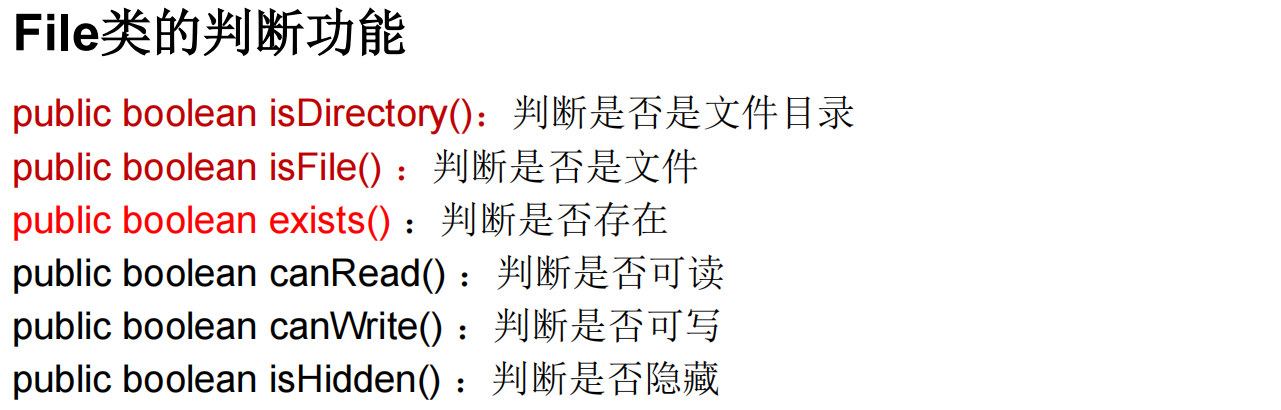 File类的判断功能
public boolean isDirectory()：判断是否是文件目录
public boolean isFile() ：判断是否是文件
public boolean exists() ：判断是否存在
public boolean canRead() ：判断是否可读
public boolean canWrite() ：判断是否可写
public boolean isHidden() ：判断是否隐藏